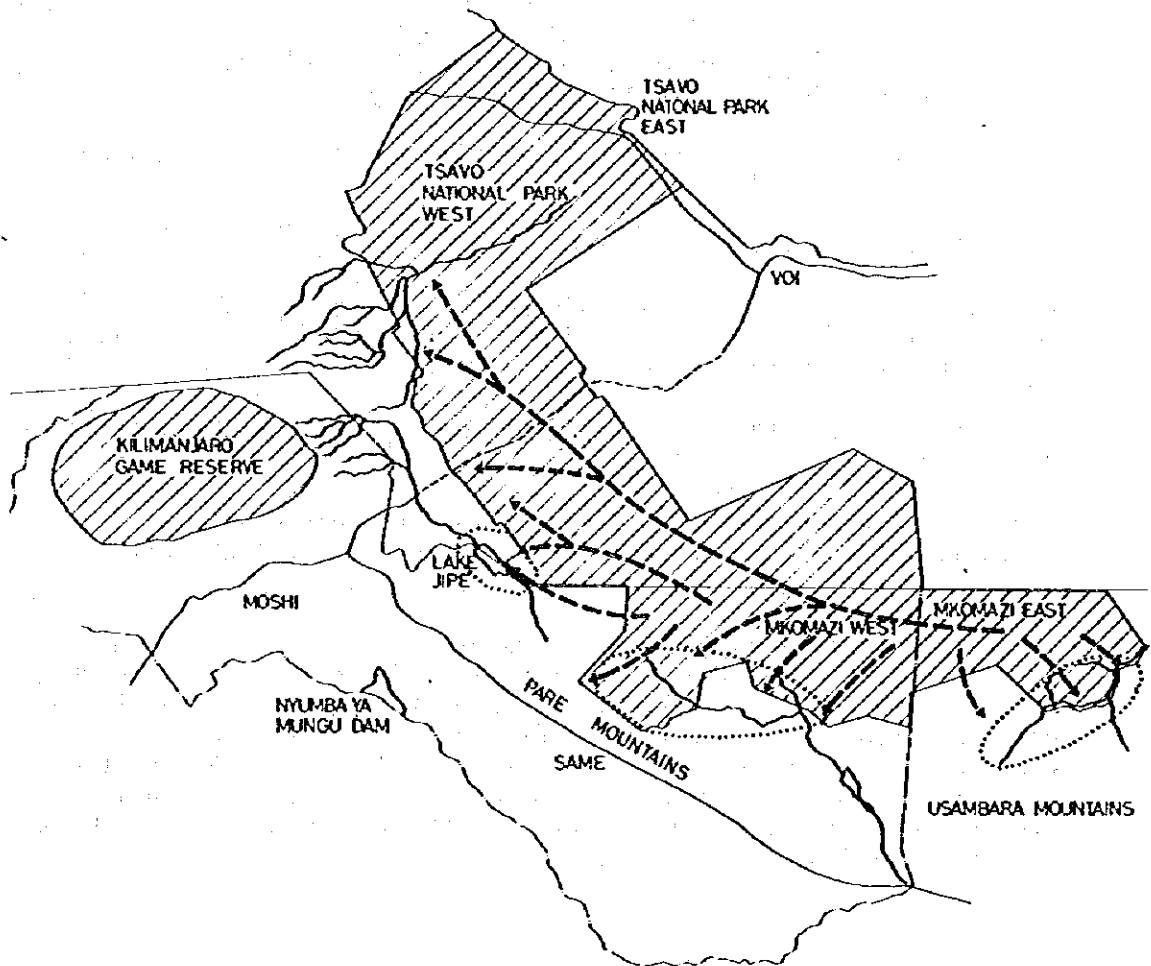 TSAVO
NATONAL PARK
EAST
TSAVO
NATIONAL PARK
WEST
VOI
KILIMANJARO
GAME RESERVE
LAKE
JIPE
MOSHI
MKOMAZI EAST
MKOMAZI WEST
NYUMBA YA
MUNGU DAM
PARE MOUNTAINS
SAME
USAMBARA MOUNTAINS